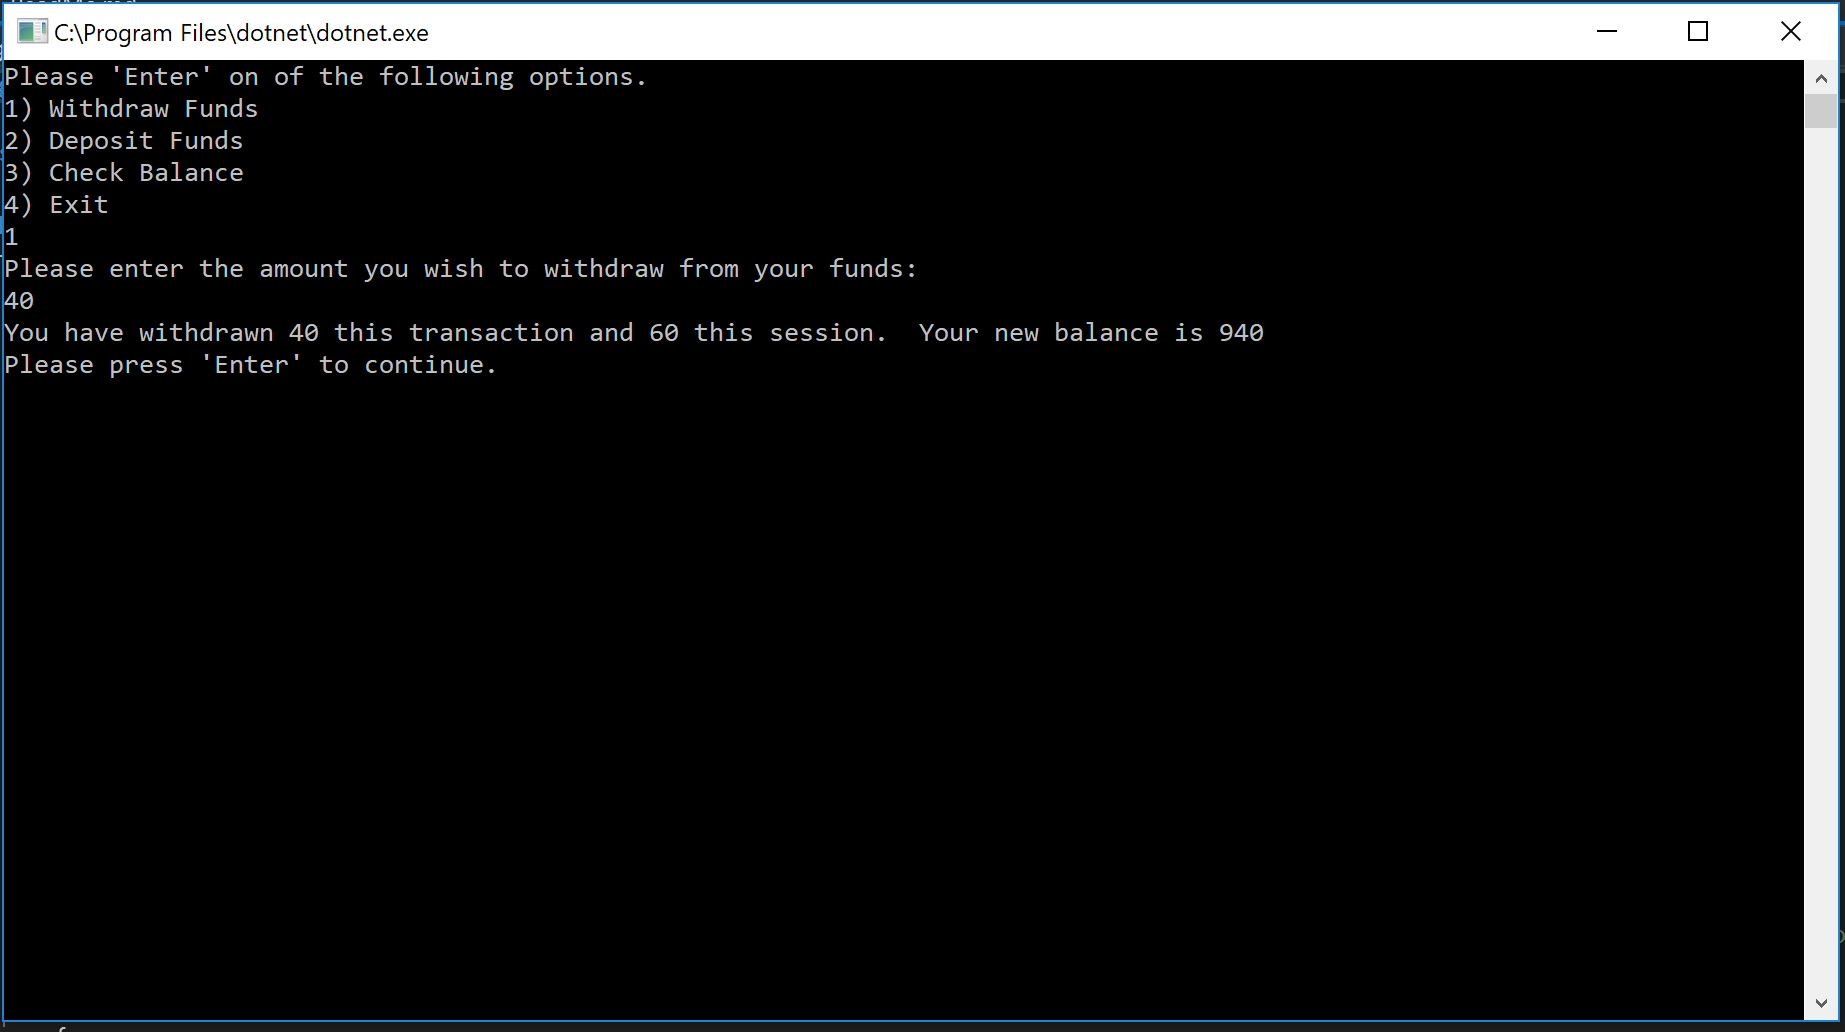 C:\Program Files\dotnet\dotnet.exe
Please 'Enter' on of the following options.
1) Withdraw Funds
2) Deposit Funds
3) Check Balance
4) Exit
1
Please enter the amount you wish to withdraw from your funds:
40
You have withdrawn 40 this transaction and 60 this session.  Your new balance is 940
Please press 'Enter' to continue.